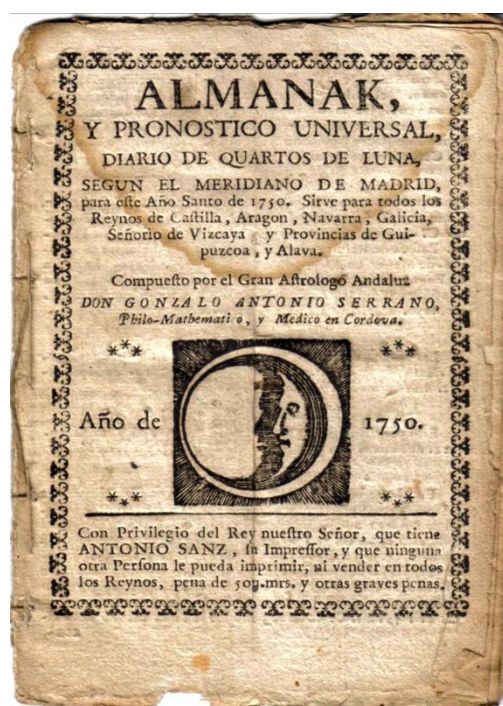 ALMANAK,
Y PRONOSTICO UNIVERSAL,
DIARIO DE QUARTOS DE LUNA,
SEGUN EL MERIDIANO DE MADRID,
para eſte Año Santo de 1750. Sirve para todos los
Reynos de Caſtilla, Aragon, Navarra, Galicia,
Señorio de Vizcaya y Provincias de Gui-
puzcoa, y Alava.
Compueſto por el Gran Aſtrologo Andaluz
DON GONZALO ANTONIO SERRANO,
Philo-Mathemati o, y Medico en Cordova.
Año de 1750.
Con Privilegio del Rey nueſtro Señor, que tiene
ANTONIO SANZ, ſu Impreſſor, y que ninguna
otra Perſona le pueda imprimir, ni vender en todos
los Reynos, pena de mrs. y otras graves penas.